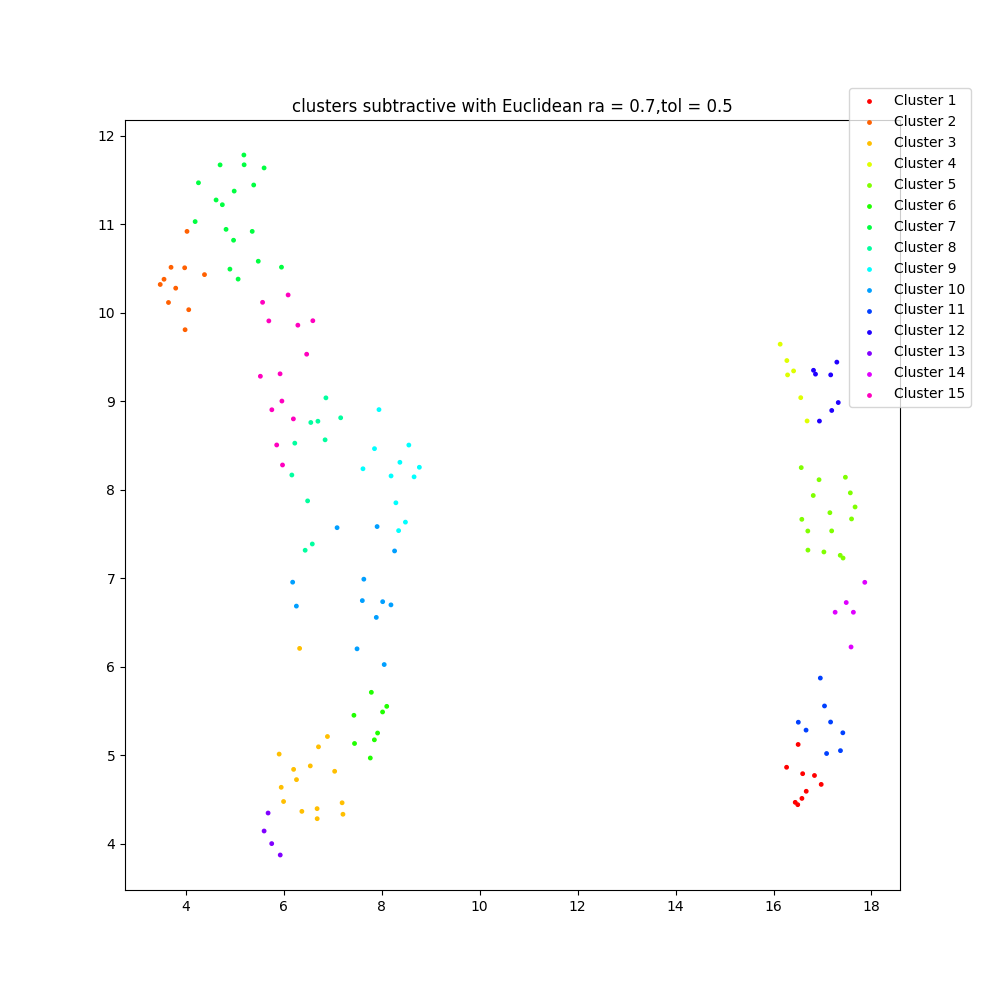 clusters subtractive with Euclidean ra = 0.7,tol = 0.5
Cluster 1
Cluster 2
Cluster 3
Cluster 4
Cluster 5
Cluster 6
Cluster 7
Cluster 8
Cluster 9
Cluster 10
Cluster 11
Cluster 12
Cluster 13
Cluster 14
Cluster 15
12
11
10
9
8
7
6
5
4
4 6 8 10 12 14 16 18